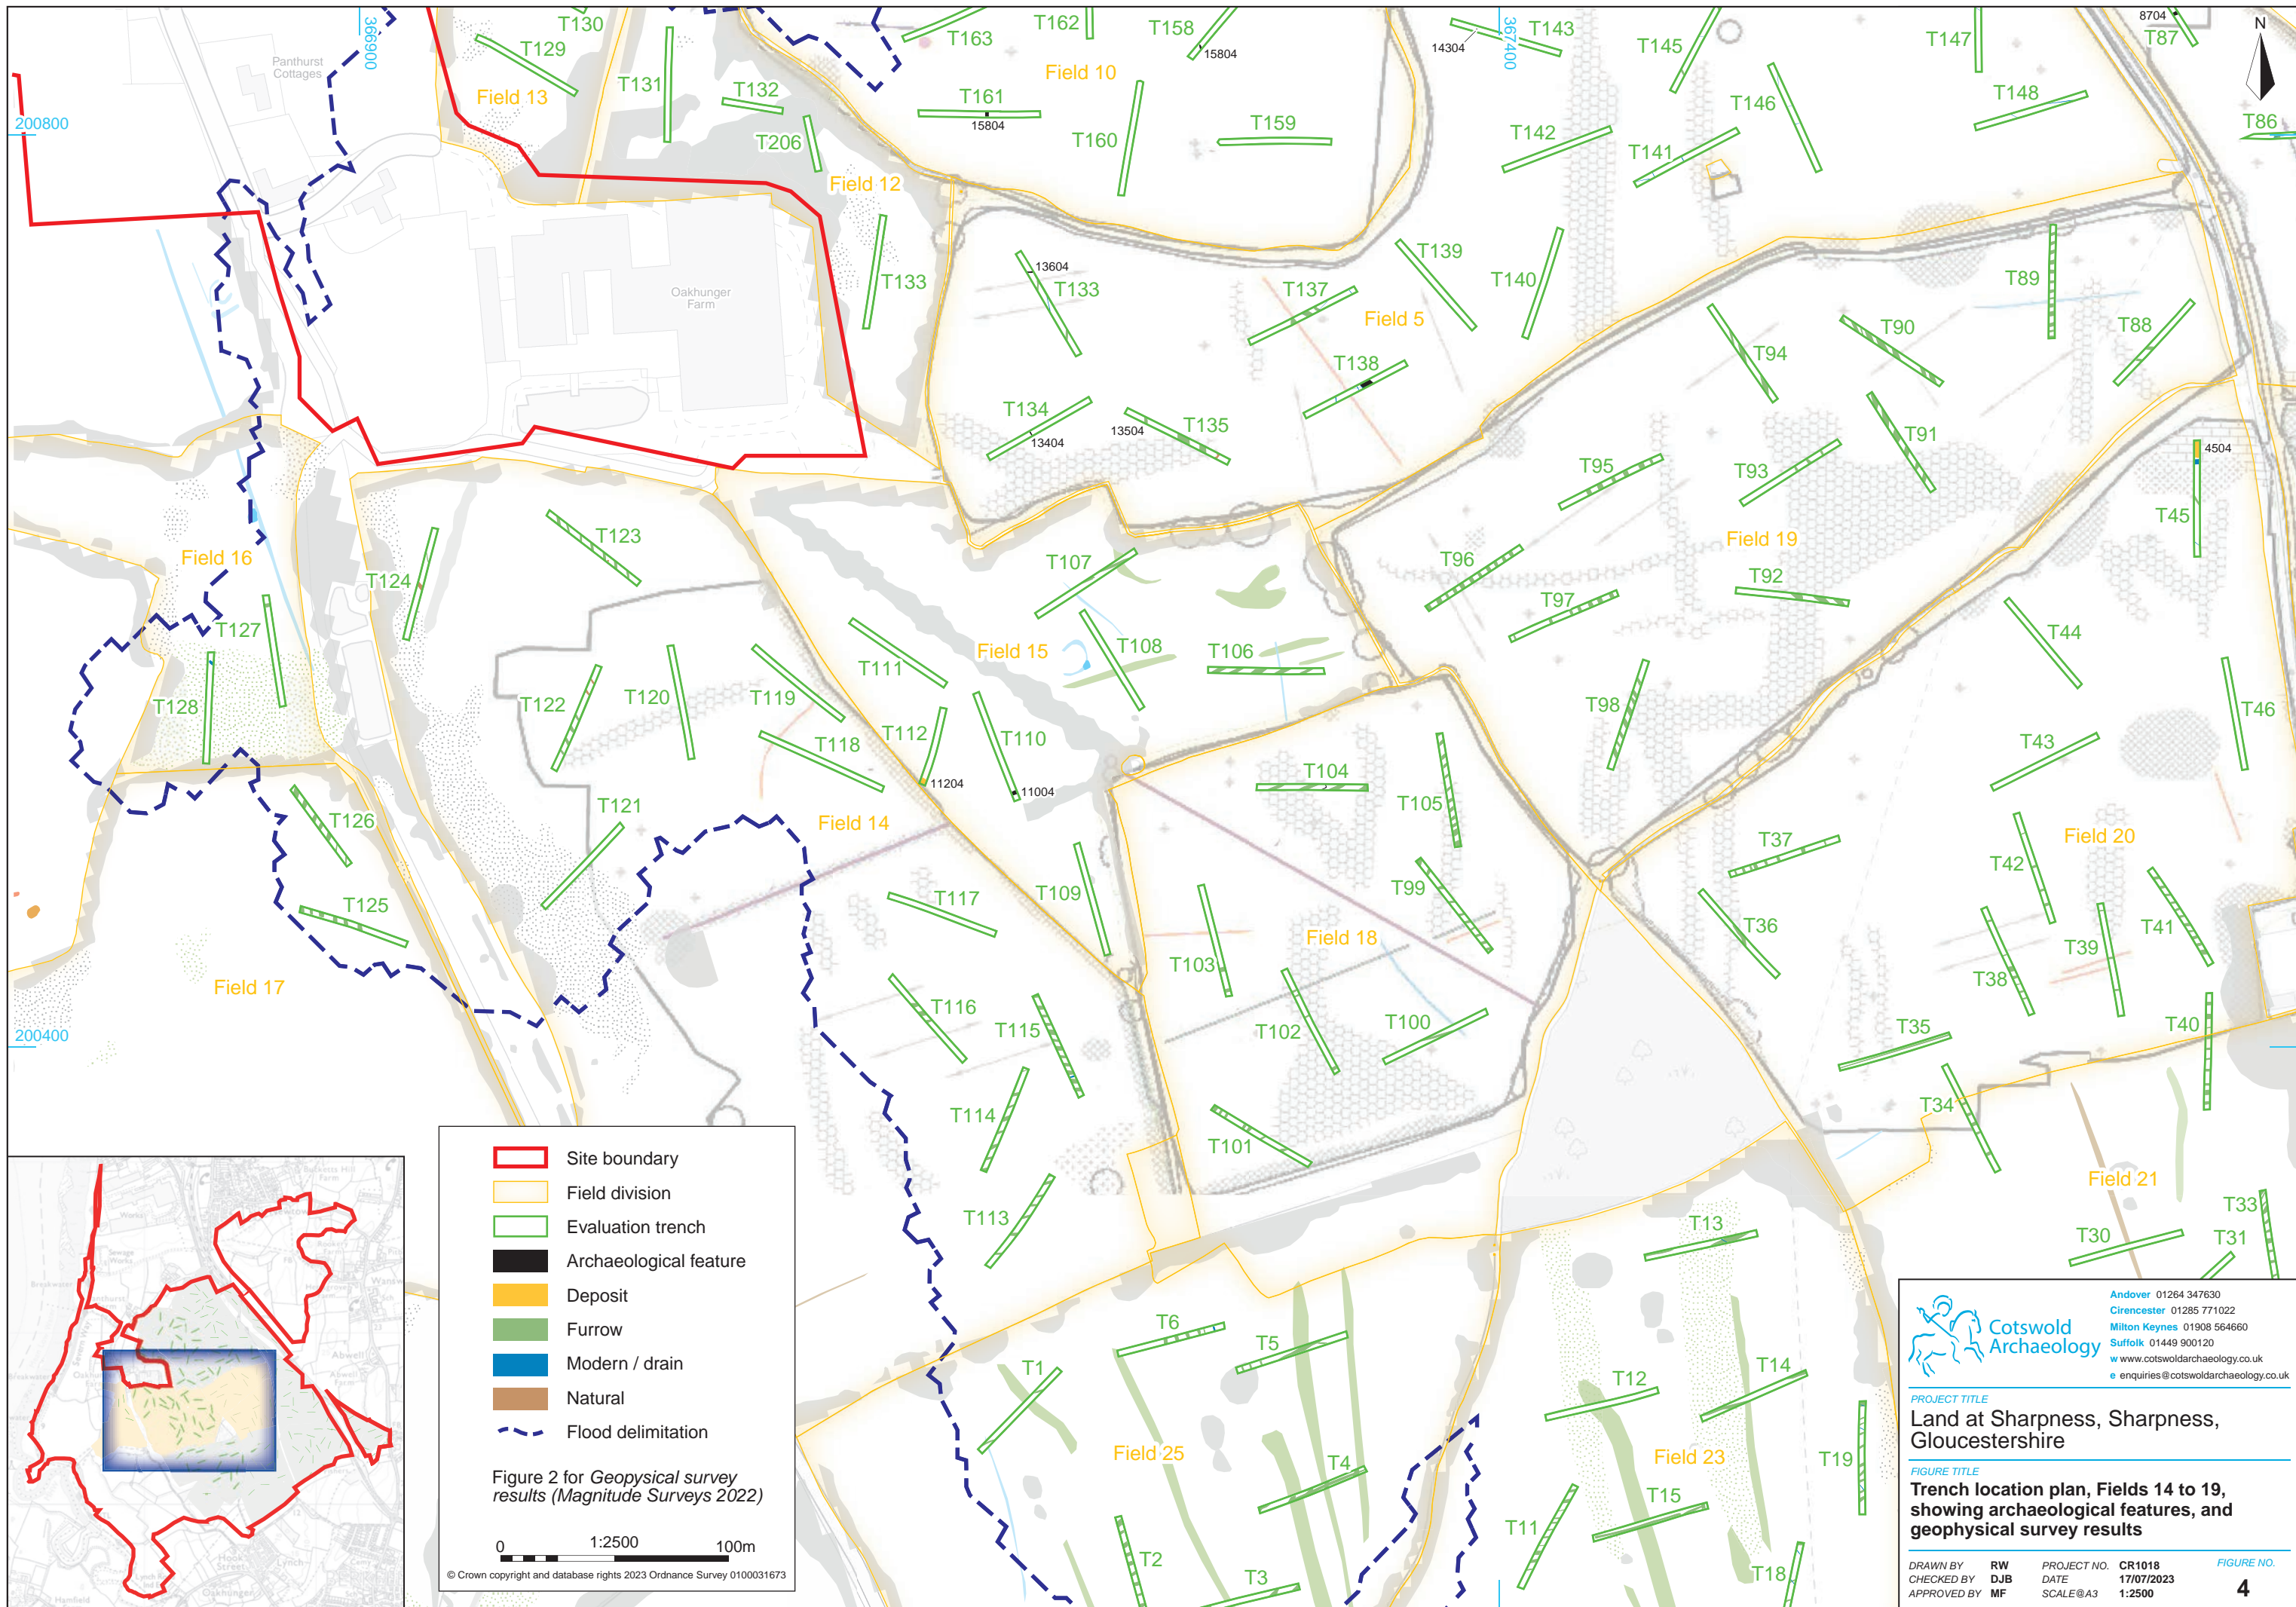 T130
T129
T131
T132
T206
T163
T162
T158
15804
Field 10
T161
15804
T160
T159
14304
T143
T145
T142
T141
T146
T147
T148
8704
T87
T86
N
366900
367400
200800
200400
Panthurst
Cottages
Field 13
Field 12
T133
Oakhunger
Farm
13604
T133
T137
Field 5
T138
T139
T140
T134
13404
13504
T135
T94
T90
T89
T88
T91
T95
T93
Field 19
T96
T97
T92
T98
4504
T45
T44
T46
T43
Field 16
T127
T128
T124
T123
T122
T120
T119
T118
T121
T111
T112
11204
T110
11004
Field 15
T107
T108
T106
T126
T125
Field 17
Field 14
T117
T109
T116
T115
T114
T113
T104
T105
T99
Field 18
T103
T102
T100
T101
T37
T36
T42
Field 20
T41
T39
T38
T40
T35
T34
Field 21
T33
T31
T30
T13
T6
T5
T1
Field 25
T4
T2
T3
T12
T14
Field 23
T19
T15
T11
T18
Site boundary
Field division
Evaluation trench
Archaeological feature
Deposit
Furrow
Modern / drain
Natural
Flood delimitation
Figure 2 for Geopysical survey
results (Magnitude Surveys 2022)
0 1:2500 100m
© Crown copyright and database rights 2023 Ordnance Survey 0100031673
Works
Sewage
Works
Breakwater
Abwell
Abwell
Farm
Hook
Street
Lynch
Oakhunger
Hamfield
Cotswold
Archaeology
Andover 01264 347630
Cirencester 01285 771022
Milton Keynes 01908 564660
Suffolk 01449 900120
w www.cotswoldarchaeology.co.uk
e enquiries@cotswoldarchaeology.co.uk
PROJECT TITLE
Land at Sharpness, Sharpness,
Gloucestershire
FIGURE TITLE
Trench location plan, Fields 14 to 19,
showing archaeological features, and
geophysical survey results
DRAWN BY RW PROJECT NO. CR1018 FIGURE NO.
CHECKED BY DJB DATE 17/07/2023
APPROVED BY MF SCALE@A3 1:2500 4